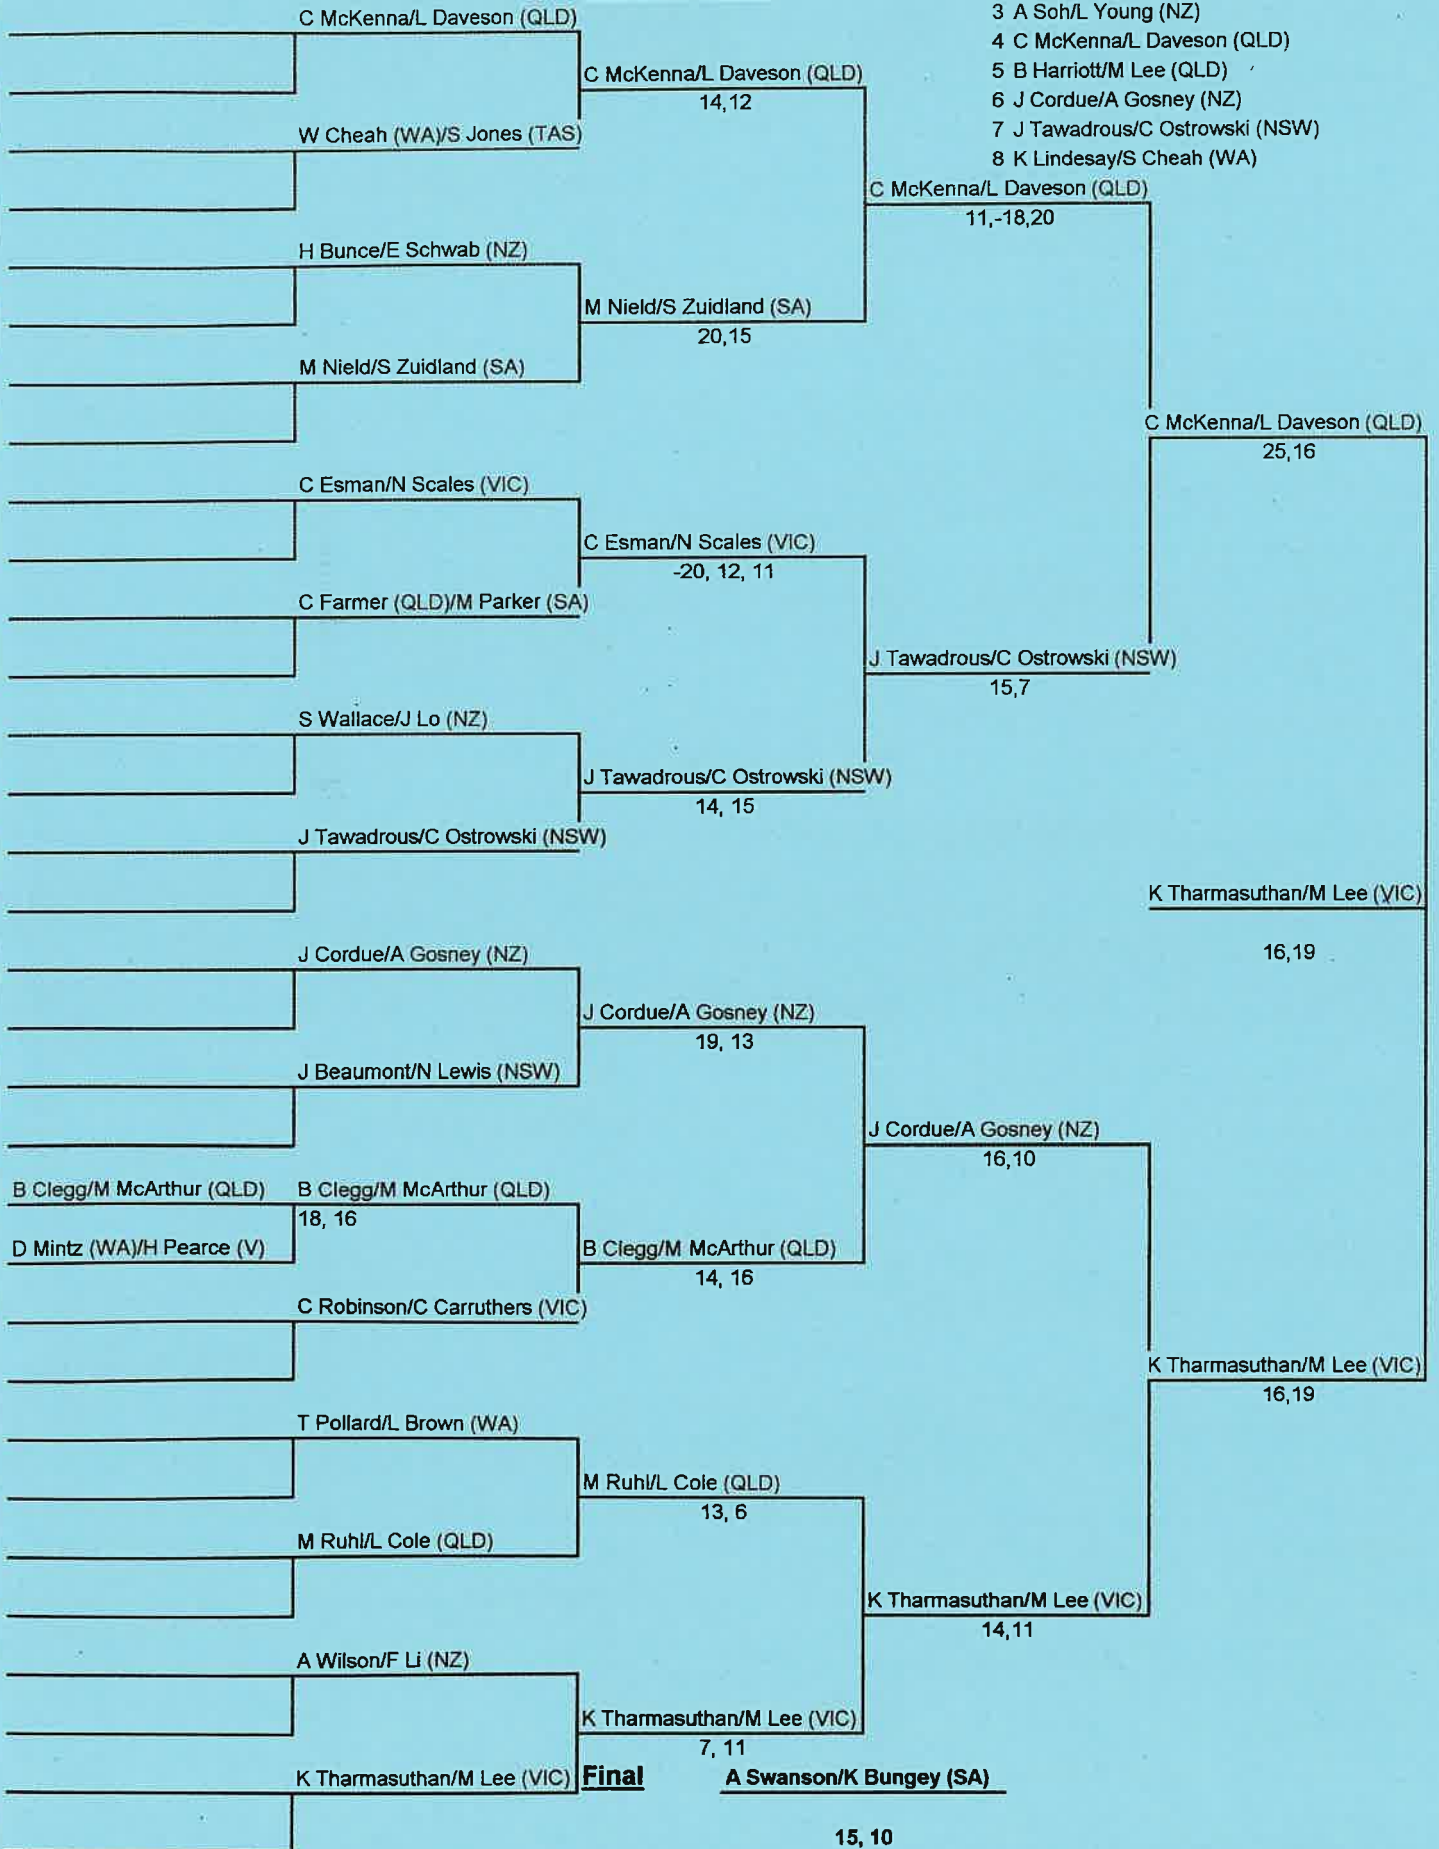 C McKenna/L Daveson (QLD)
3 A Soh/L Young (NZ)
4 C McKenna/L Daveson (QLD)
5 B Harriott/M Lee (QLD)
6 J Cordue/A Gosney (NZ)
7 J Tawadrous/C Ostrowski (NSW)
8 K Lindesay/S Cheah (WA)
C McKenna/L Daveson (QLD)
14,12
W Cheah (WA)/S Jones (TAS)
C McKenna/L Daveson (QLD)
11,-18,20
H Bunce/E Schwab (NZ)
M Nield/S Zuidland (SA)
20,15
M Nield/S Zuidland (SA)
C McKenna/L Daveson (QLD)
25,16
C Esman/N Scales (VIC)
C Esman/N Scales (VIC)
-20, 12, 11
C Farmer (QLD)/M Parker (SA)
J Tawadrous/C Ostrowski (NSW)
15,7
S Wallace/J Lo (NZ)
J Tawadrous/C Ostrowski (NSW)
14, 15
J Tawadrous/C Ostrowski (NSW)
K Tharmasuthan/M Lee (VIC)
16,19
J Cordue/A Gosney (NZ)
J Cordue/A Gosney (NZ)
19, 13
J Beaumont/N Lewis (NSW)
J Cordue/A Gosney (NZ)
16,10
B Clegg/M McArthur (QLD)
B Clegg/M McArthur (QLD)
18, 16
D Mintz (WA)/H Pearce (V)
B Clegg/M McArthur (QLD)
14, 16
C Robinson/C Carruthers (VIC)
K Tharmasuthan/M Lee (VIC)
16,19
T Pollard/L Brown (WA)
M Ruhl/L Cole (QLD)
13, 6
M Ruhl/L Cole (QLD)
K Tharmasuthan/M Lee (VIC)
14,11
A Wilson/F Li (NZ)
K Tharmasuthan/M Lee (VIC)
7, 11
K Tharmasuthan/M Lee (VIC)
Final
A Swanson/K Bungey (SA)
15, 10